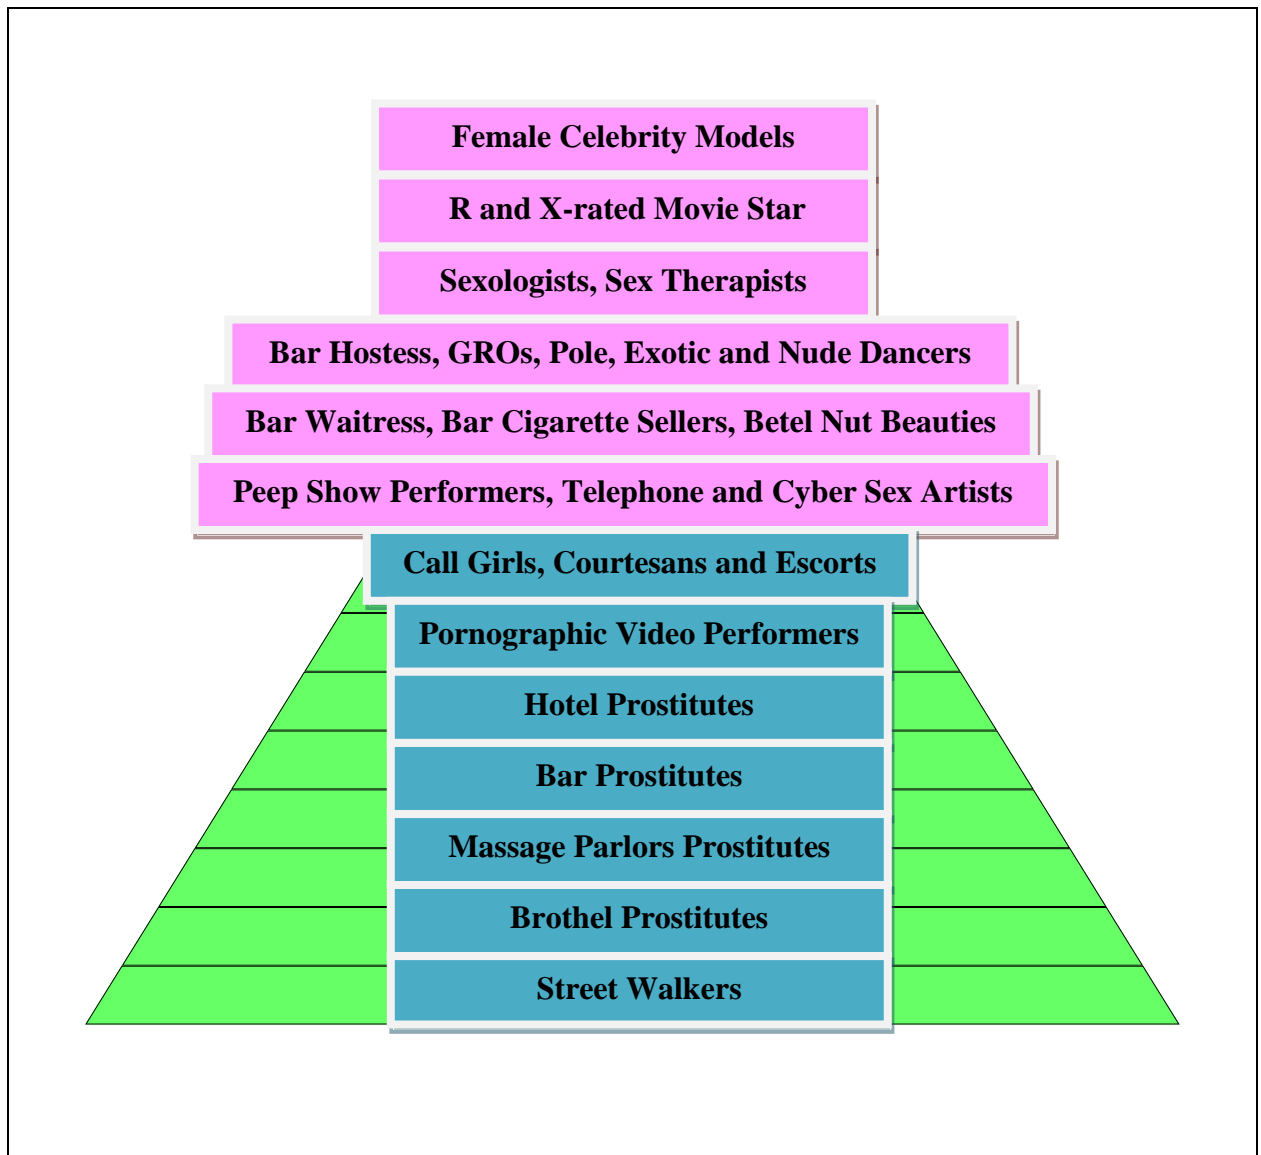 Female Celebrity Models
R and X-rated Movie Star
Sexologists, Sex Therapists
Bar Hostess, GROs, Pole, Exotic and Nude Dancers
Bar Waitress, Bar Cigarette Sellers, Betel Nut Beauties
Peep Show Performers, Telephone and Cyber Sex Artists
Call Girls, Courtesans and Escorts
Pornographic Video Performers
Hotel Prostitutes
Bar Prostitutes
Massage Parlors Prostitutes
Brothel Prostitutes
Street Walkers